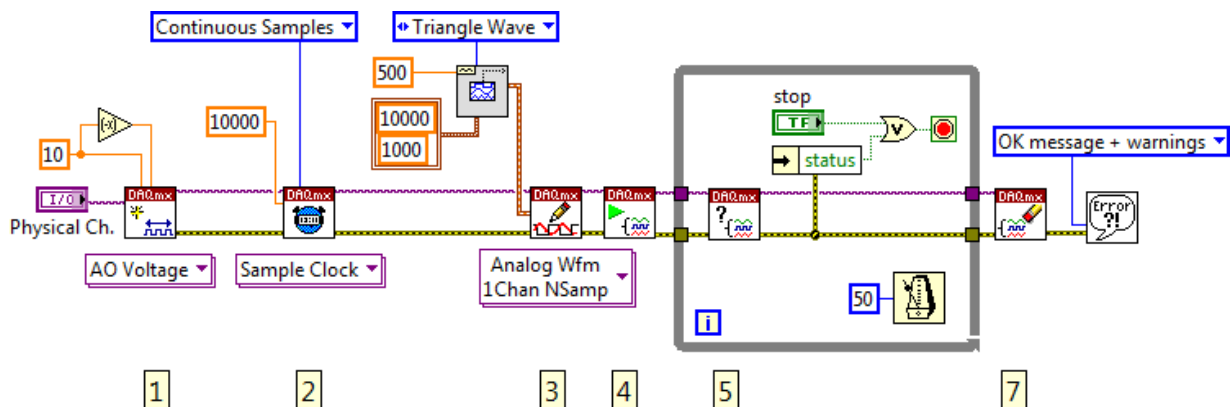 Continuous Samples
Triangle Wave
500
10000
1000
10000
10
stop
TF
status
OK message + warnings
I/O
Physical Ch.
DAQmx
DAQmx
DAQmx
DAQmx
DAQmx
DAQmx
Error
?!
AO Voltage
Sample Clock
Analog Wfm
1Chan NSamp
50
i
1
2
3
4
5
7